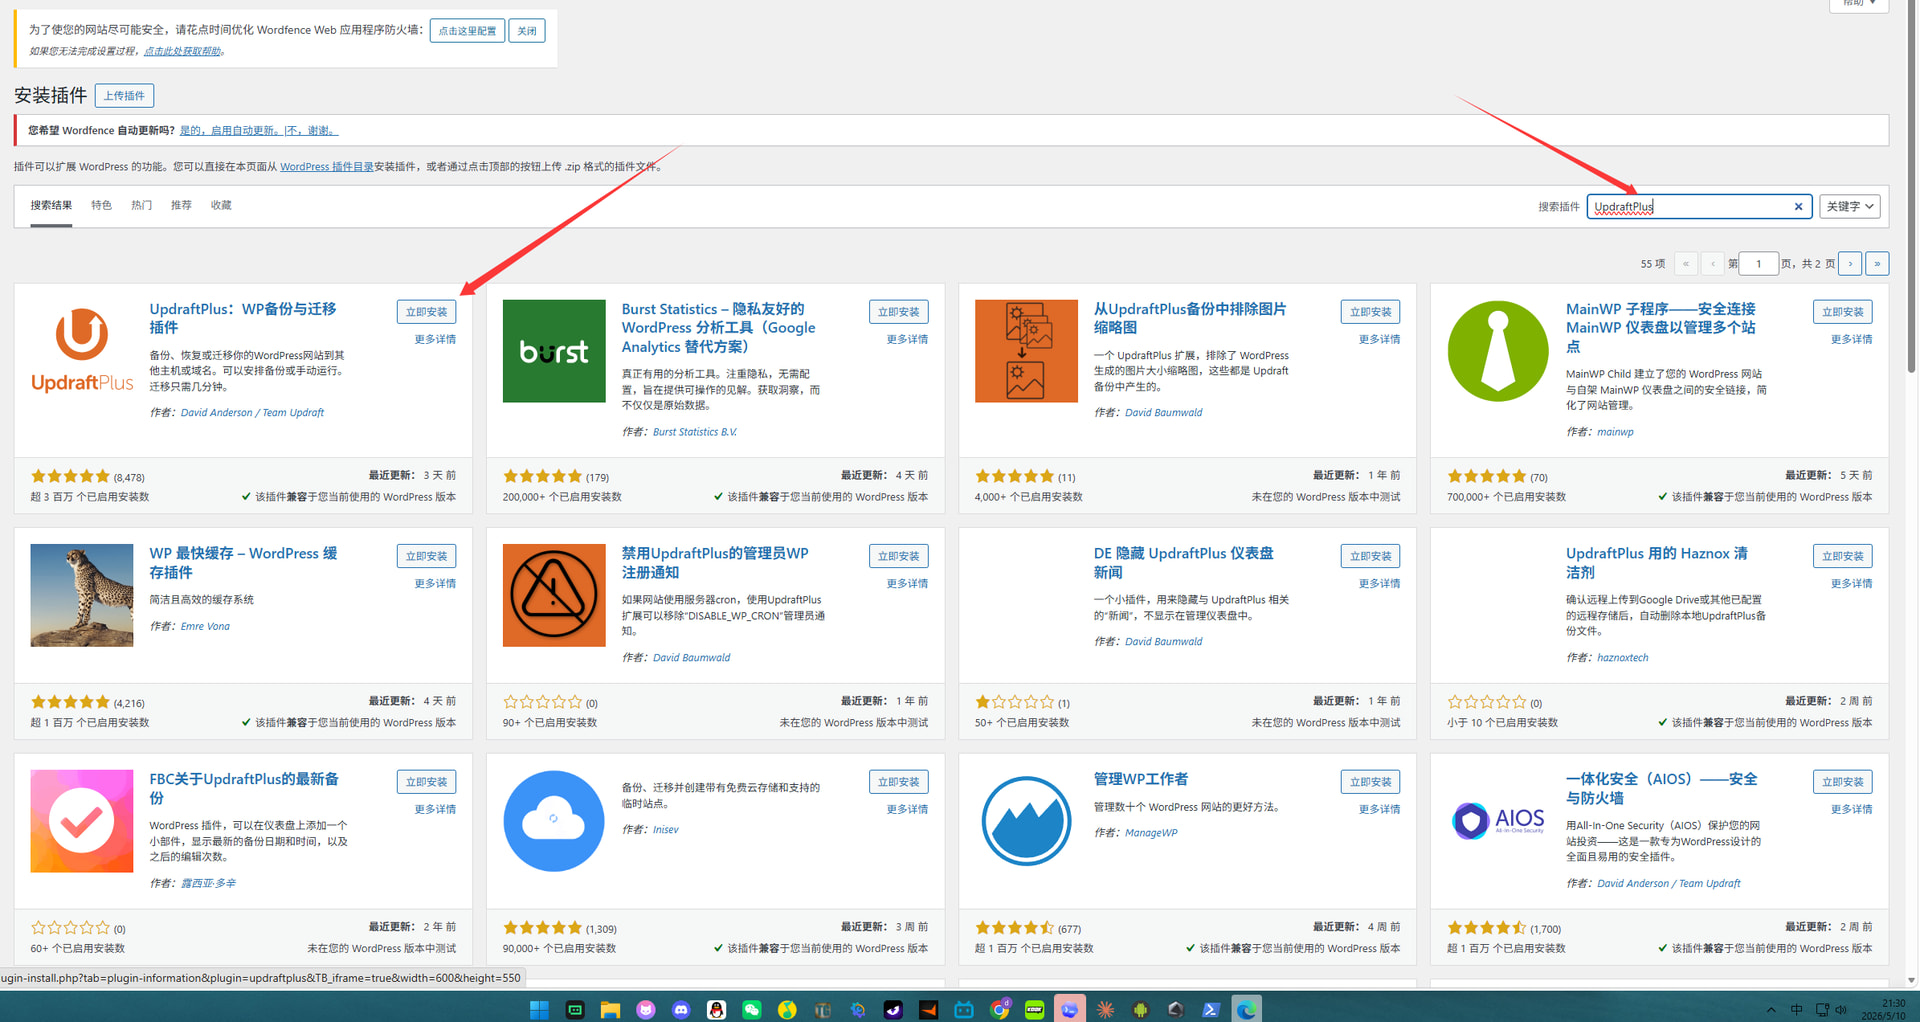 帮助 ▼
为了使您的网站尽可能安全，请花点时间优化 Wordfence Web 应用程序防火墙： 点击这里配置 关闭
如果您无法完成设置过程，点击此处获取帮助。
安装插件 上传插件
您希望 Wordfence 自动更新吗? 是的，启用自动更新。|不，谢谢。
插件可以扩展 WordPress 的功能。您可以直接在本页面从 WordPress 插件目录安装插件，或者通过点击顶部的按钮上传 .zip 格式的插件文件。
搜索结果 特色 热门 推荐 收藏
搜索插件 UpdraftPlus 关键字
55 项 « ‹ 第 1 页，共 2 页 › »
UpdraftPlus
UpdraftPlus：WP备份与迁移
插件
立即安装
更多详情
备份、恢复或迁移你的WordPress网站到其
他主机或域名。可以安排备份或手动运行。
迁移只需几分钟。
作者：David Anderson / Team Updraft
(8,478)
最近更新： 3 天 前
超 3 百万 个已启用安装数
该插件兼容于您当前使用的 WordPress 版本
burst
Burst Statistics – 隐私友好的
WordPress 分析工具（Google
Analytics 替代方案）
立即安装
更多详情
真正有用的分析工具。注重隐私，无需配
置，旨在提供可操作的见解。获取洞察，而
不仅仅是原始数据。
作者：Burst Statistics B.V.
(179)
最近更新： 4 天 前
200,000+ 个已启用安装数
该插件兼容于您当前使用的 WordPress 版本
从UpdraftPlus备份中排除图片
缩略图
立即安装
更多详情
一个 UpdraftPlus 扩展，排除了 WordPress
生成的图片大小缩略图，这些都是 Updraft
备份中产生的。
作者：David Baumwald
(11)
最近更新： 1 年 前
4,000+ 个已启用安装数
未在您的 WordPress 版本中测试
MainWP 子程序——安全连接
MainWP 仪表盘以管理多个站
点
立即安装
更多详情
MainWP Child 建立了您的 WordPress 网站
与自架 MainWP 仪表盘之间的安全链接，简
化了网站管理。
作者：mainwp
(70)
最近更新： 5 天 前
700,000+ 个已启用安装数
该插件兼容于您当前使用的 WordPress 版本
WP 最快缓存 – WordPress 缓
存插件
立即安装
更多详情
简洁且高效的缓存系统
作者：Emre Vona
(4,216)
最近更新： 4 天 前
超 1 百万 个已启用安装数
该插件兼容于您当前使用的 WordPress 版本
禁用UpdraftPlus的管理员WP
注册通知
立即安装
更多详情
如果网站使用服务器cron，使用UpdraftPlus
扩展可以移除“DISABLE_WP_CRON”管理员通
知。
作者：David Baumwald
(0)
最近更新： 1 年 前
90+ 个已启用安装数
未在您的 WordPress 版本中测试
DE 隐藏 UpdraftPlus 仪表盘
新闻
立即安装
更多详情
一个小插件，用来隐藏与 UpdraftPlus 相关
的“新闻”，不显示在管理仪表盘中。
作者：David Baumwald
(1)
最近更新： 1 年 前
50+ 个已启用安装数
未在您的 WordPress 版本中测试
UpdraftPlus 用的 Haznox 清
洁剂
立即安装
更多详情
确认远程上传到Google Drive或其他已配置
的远程存储后，自动删除本地UpdraftPlus备
份文件。
作者：haznoxtech
(0)
最近更新： 2 周 前
小于 10 个已启用安装数
该插件兼容于您当前使用的 WordPress 版本
FBC关于UpdraftPlus的最新备
份
立即安装
更多详情
WordPress 插件，可以在仪表盘上添加一个
小部件，显示最新的备份日期和时间，以及
之后的编辑次数。
作者：露西亚·多辛
(0)
最近更新： 2 年 前
60+ 个已启用安装数
未在您的 WordPress 版本中测试
立即安装
更多详情
备份、迁移并创建带有免费云存储和支持的
临时站点。
作者：Inisev
(1,309)
最近更新： 3 周 前
90,000+ 个已启用安装数
该插件兼容于您当前使用的 WordPress 版本
管理WP工作者
立即安装
更多详情
管理数十个 WordPress 网站的更好方法。
作者：ManageWP
(677)
最近更新： 4 周 前
超 1 百万 个已启用安装数
该插件兼容于您当前使用的 WordPress 版本
AIOS
All-In-One Security
一体化安全（AIOS）——安全
与防火墙
立即安装
更多详情
用All-In-One Security（AIOS）保护您的网
站投资——这是一款专为WordPress设计的
全面且易用的安全插件。
作者：David Anderson / Team Updraft
(1,700)
最近更新： 2 周 前
超 1 百万 个已启用安装数
该插件兼容于您当前使用的 WordPress 版本
ugin-install.php?tab=plugin-information&plugin=updraftplus&TB_iframe=true&width=600&height=550
中
21:30
2026/5/10